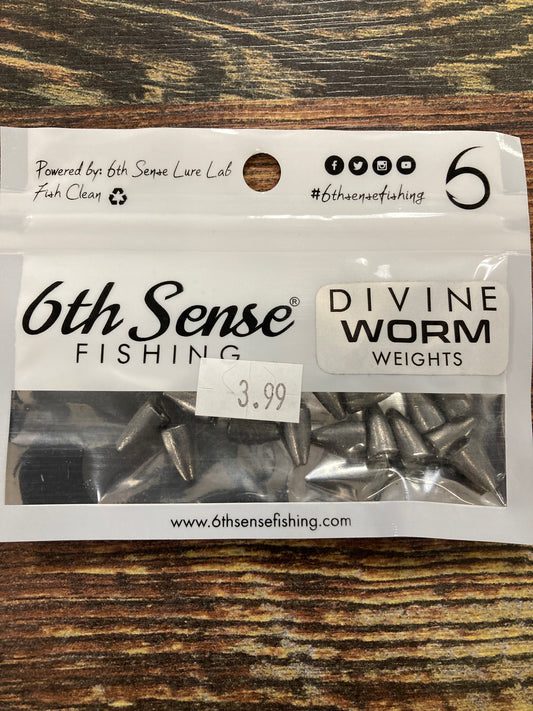 Powered by: 6th Sense Lure Lab
Fish Clean
#6thsensefishing
6th Sense®
FISHING
DIVINE
WORM
WEIGHTS
3.99
www.6thsensefishing.com